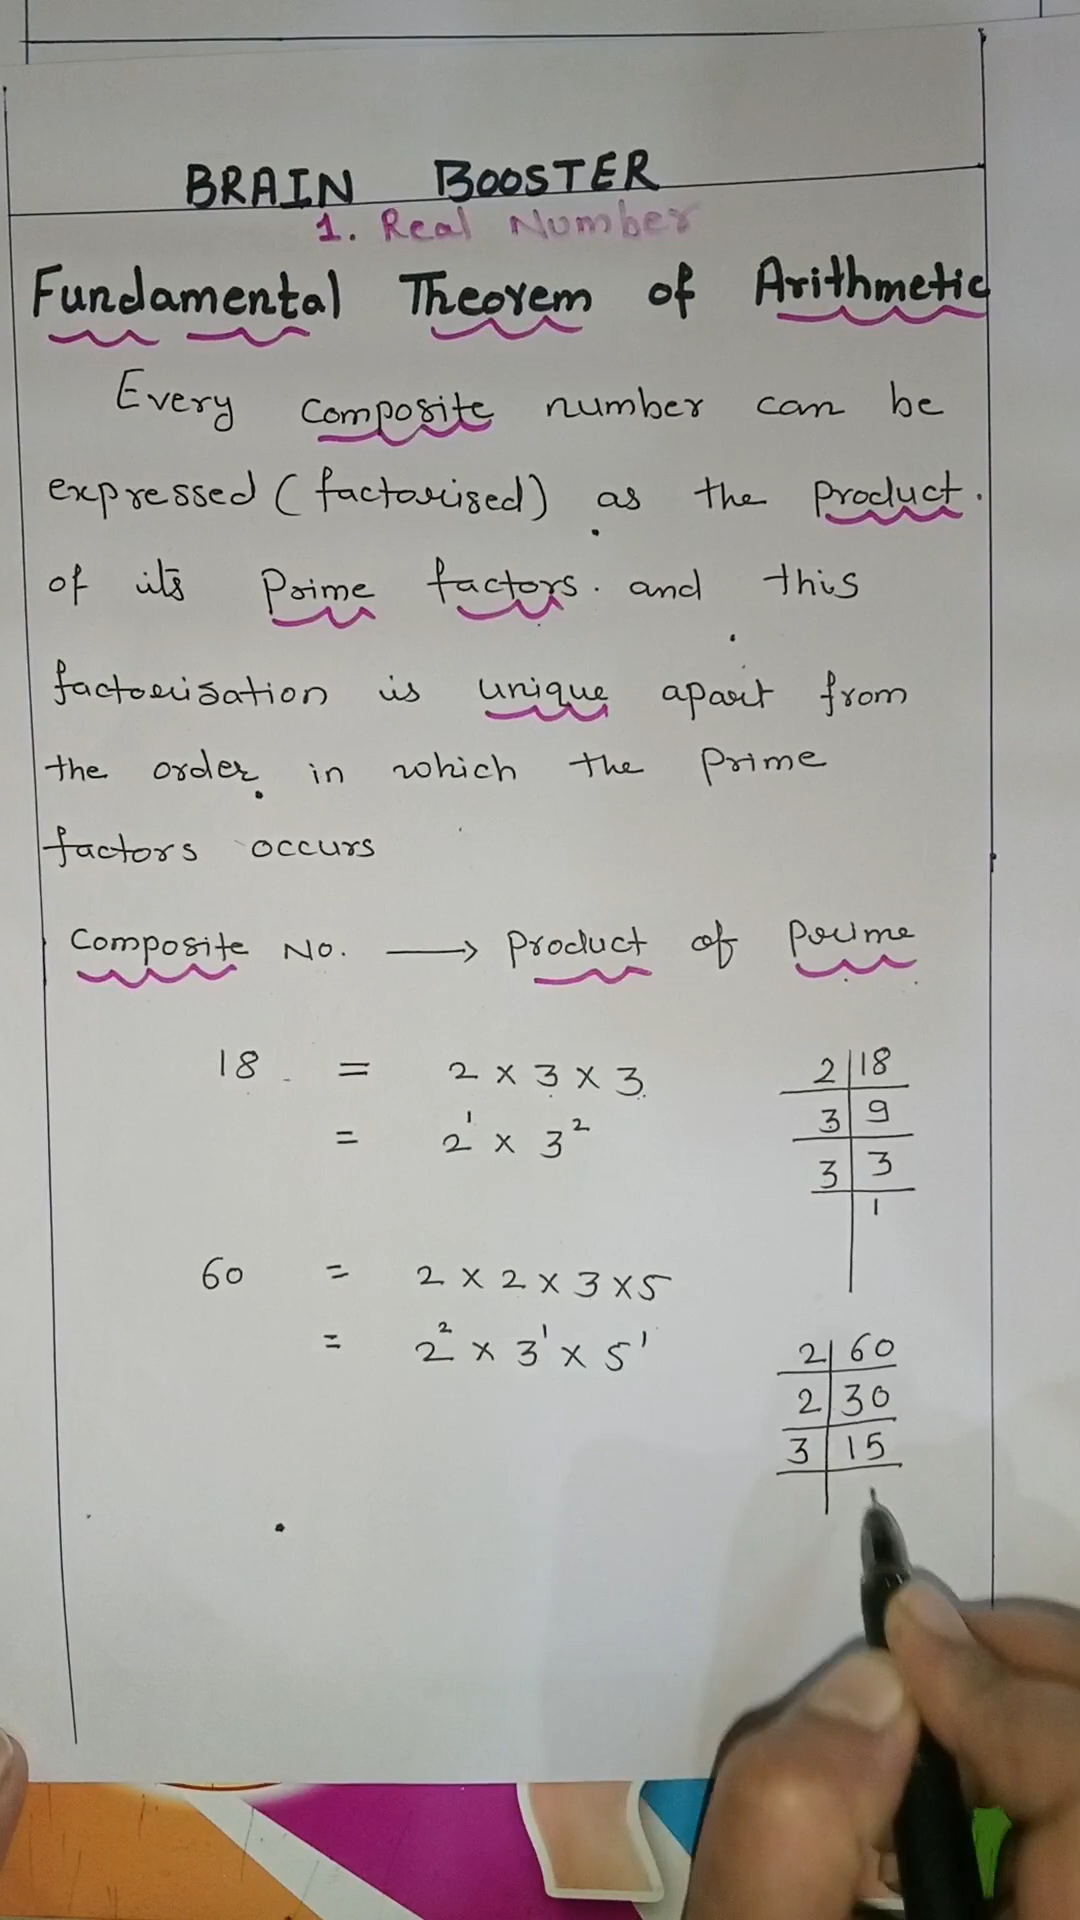 BRAIN BOOSTER
1. Real Number
Fundamental Theorem of Arithmetic
Every composite number can be
expressed (factorised) as the product.
of its Prime factors. and this
factorisation is unique apart from
the order in which the prime
factors occurs
Composite No. → Product of Prime
18 = 2 × 3 × 3
= 2¹ × 3²
2 | 18
3 | 9
3 | 3
1
60 = 2 × 2 × 3 × 5
= 2² × 3¹ × 5¹
2 | 60
2 | 30
3 | 15